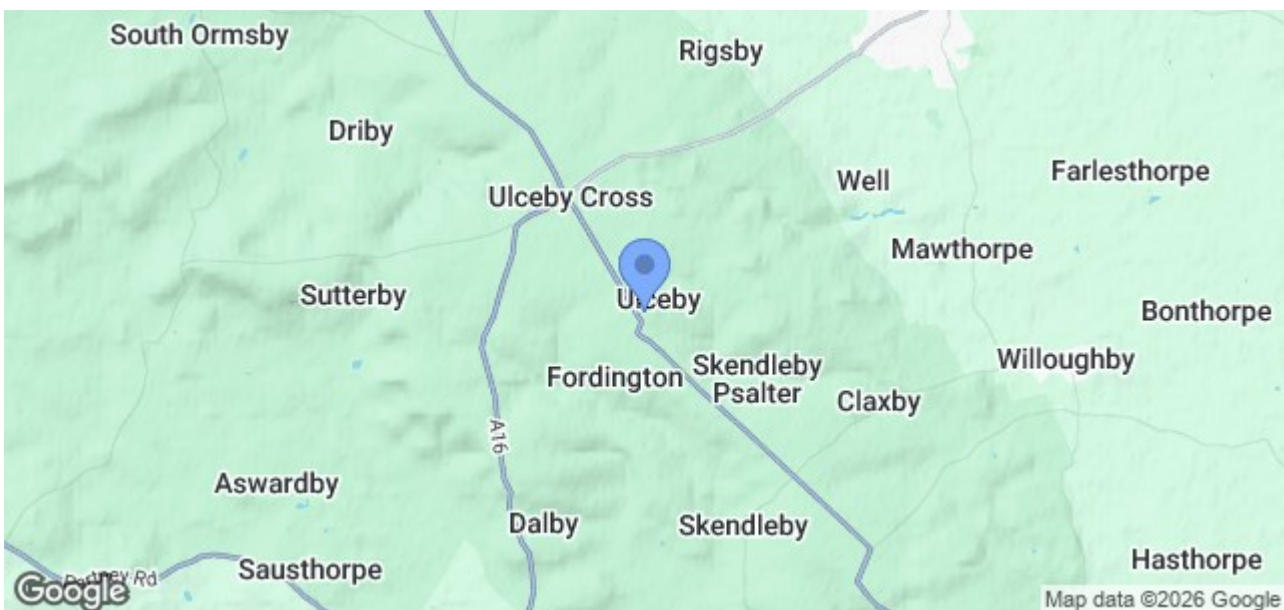 South Ormsby
Rigsby
Driby
Well
Farlesthorpe
Ulceby Cross
Mawthorpe
Sutterby
Ulceby
Bonthorpe
Fordington
Skendleby
Psalter
Willoughby
Claxby
A16
Aswardby
Dalby
Skendleby
Hasthorpe
Sausthorpe
Rd
Google
Map data ©2026 Google